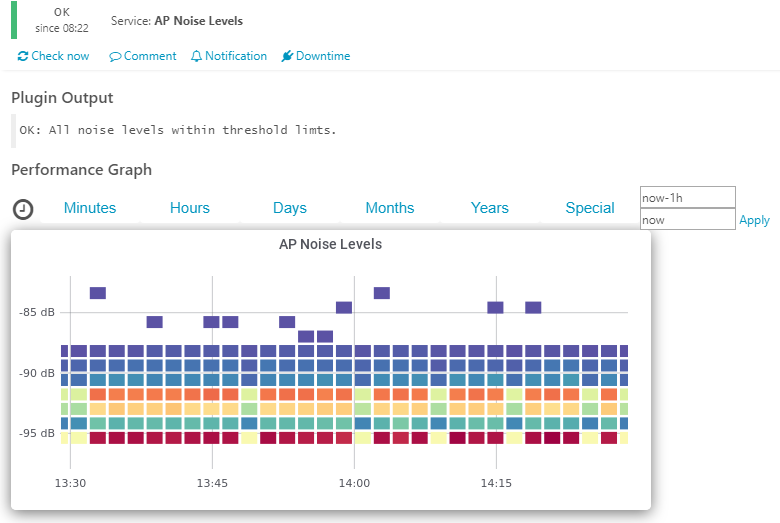 OK
since 08:22
Service: AP Noise Levels
Check now
Comment
Notification
Downtime
Plugin Output
OK: All noise levels within threshold limts.
Performance Graph
Minutes
Hours
Days
Months
Years
Special
now-1h
now
Apply
AP Noise Levels
-85 dB
-90 dB
-95 dB
13:30
13:45
14:00
14:15